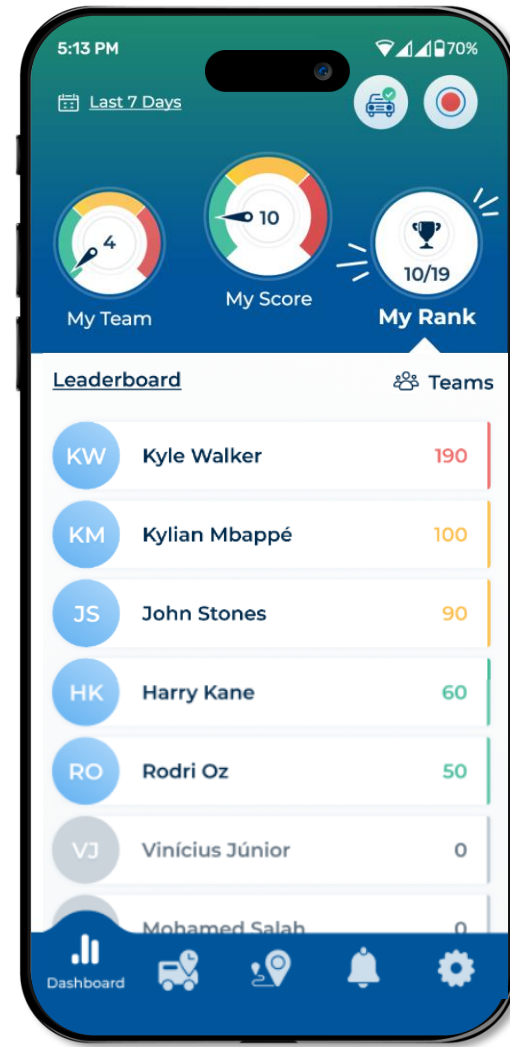 5:13 PM
70%
Last 7 Days
4
10
10/19
My Team
My Score
My Rank
Leaderboard
Teams
KW Kyle Walker 190
KM Kylian Mbappé 100
JS John Stones 90
HK Harry Kane 60
RO Rodri Oz 50
VJ Vinícius Júnior 0
Mohamed Salah 0
Dashboard